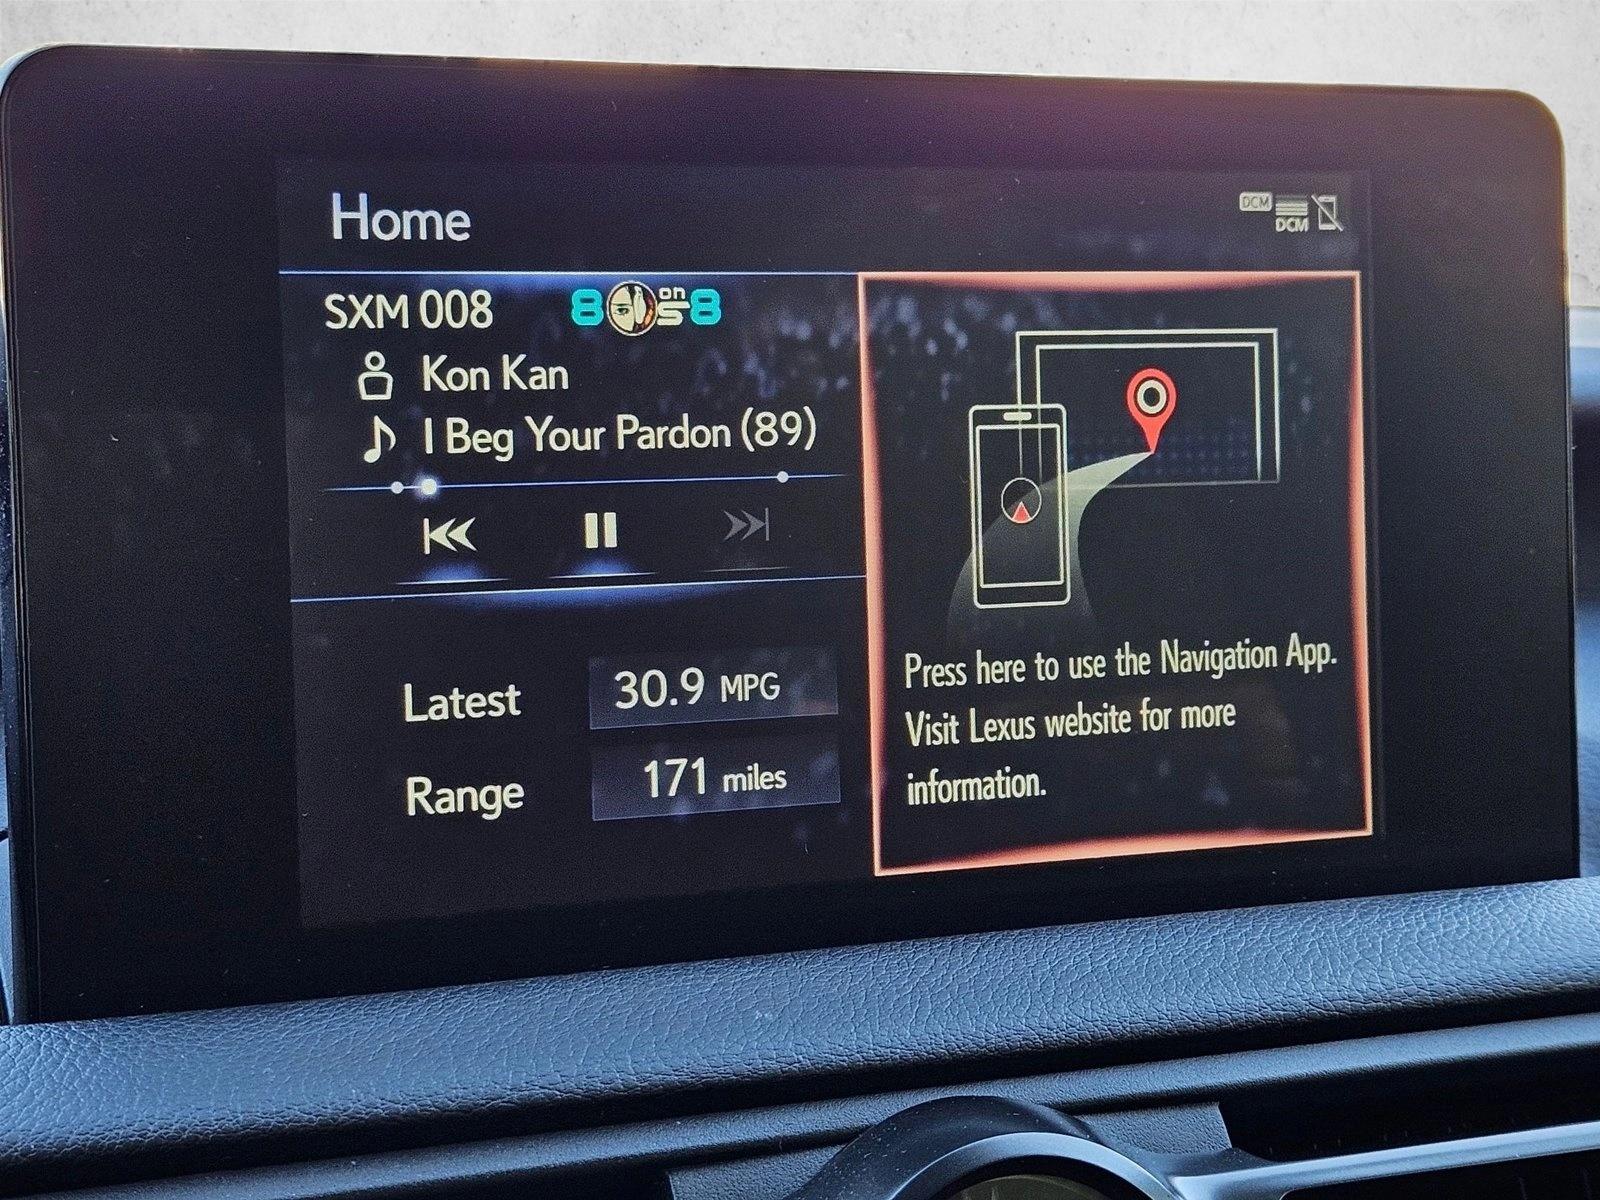 Home
DCM
DCM
SXM 008
80s on 8
Kon Kan
I Beg Your Pardon (89)
Latest 30.9 MPG
Range 171 miles
Press here to use the Navigation App.
Visit Lexus website for more
information.